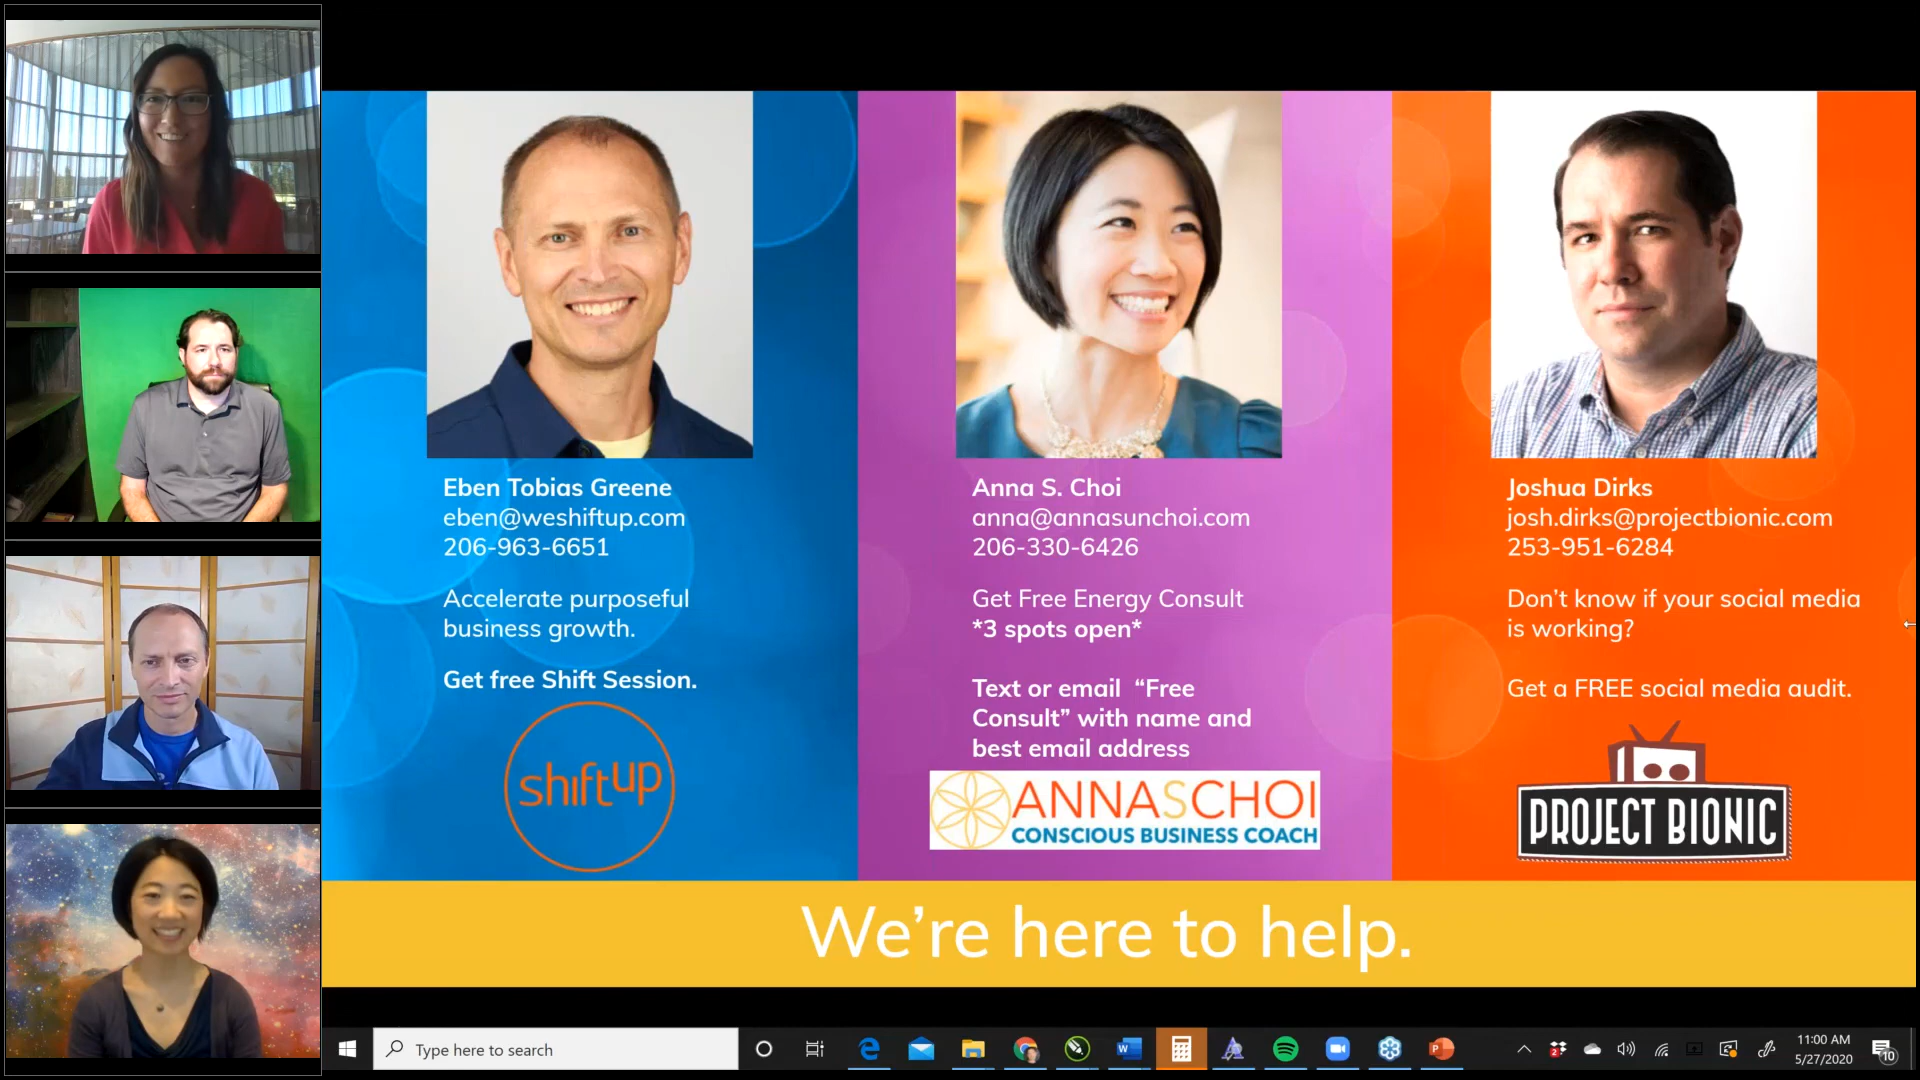 Eben Tobias Greene
eben@weshiftup.com
206-963-6651
Accelerate purposeful
business growth.
Get free Shift Session.
shiftup
Anna S. Choi
anna@annasunchoi.com
206-330-6426
Get Free Energy Consult
*3 spots open*
Text or email “Free
Consult” with name and
best email address
ANNASCHOI
CONSCIOUS BUSINESS COACH
Joshua Dirks
josh.dirks@projectbionic.com
253-951-6284
Don’t know if your social media
is working?
Get a FREE social media audit.
PROJECT BIONIC
We’re here to help.
Type here to search
11:00 AM
5/27/2020
10